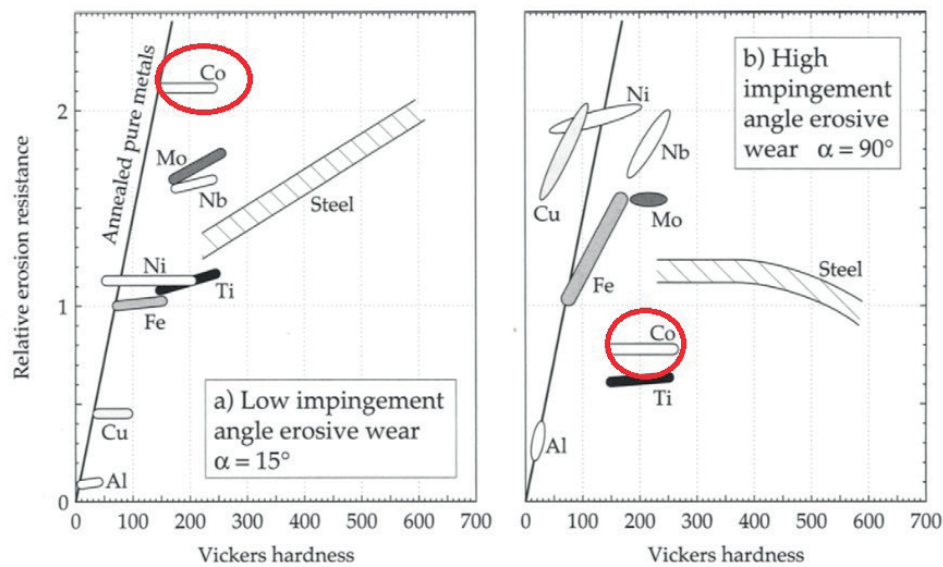 Relative erosion resistance
2
1
0
0
100
200
300
400
500
600
700
Vickers hardness
Annealed pure metals
Co
Mo
Nb
Steel
Ni
Ti
Fe
Cu
Al
a) Low impingement
angle erosive wear
α = 15°
b) High
impingement
angle erosive
wear α = 90°
Ni
Nb
Cu
Mo
Fe
Steel
Co
Ti
Al
0
100
200
300
400
500
600
700
Vickers hardness